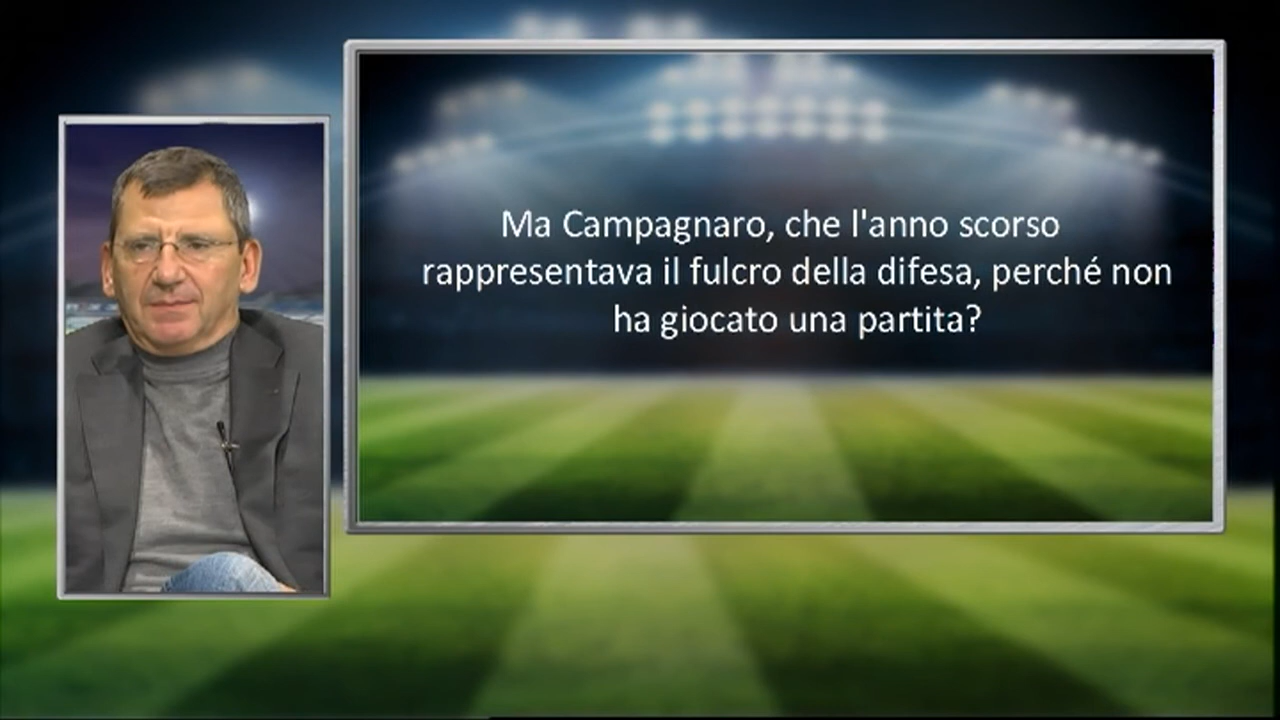 Ma Campagnaro, che l'anno scorso
rappresentava il fulcro della difesa, perché non
ha giocato una partita?